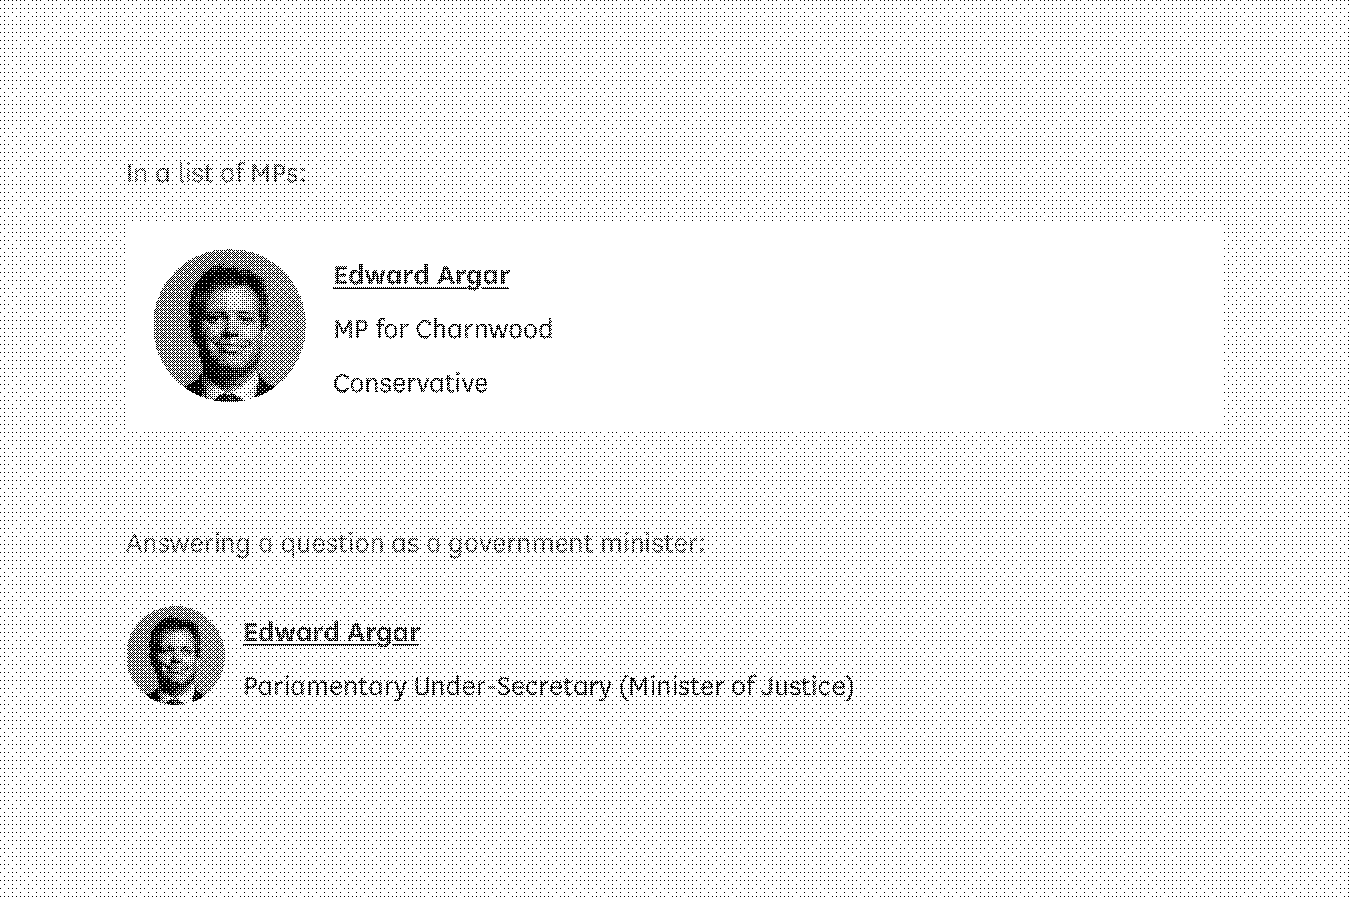 In a list of MPs:
Edward Argar
MP for Charnwood
Conservative
Answering a question as a government minister:
Edward Argar
Pariamentary Under-Secretary (Minister of Justice)